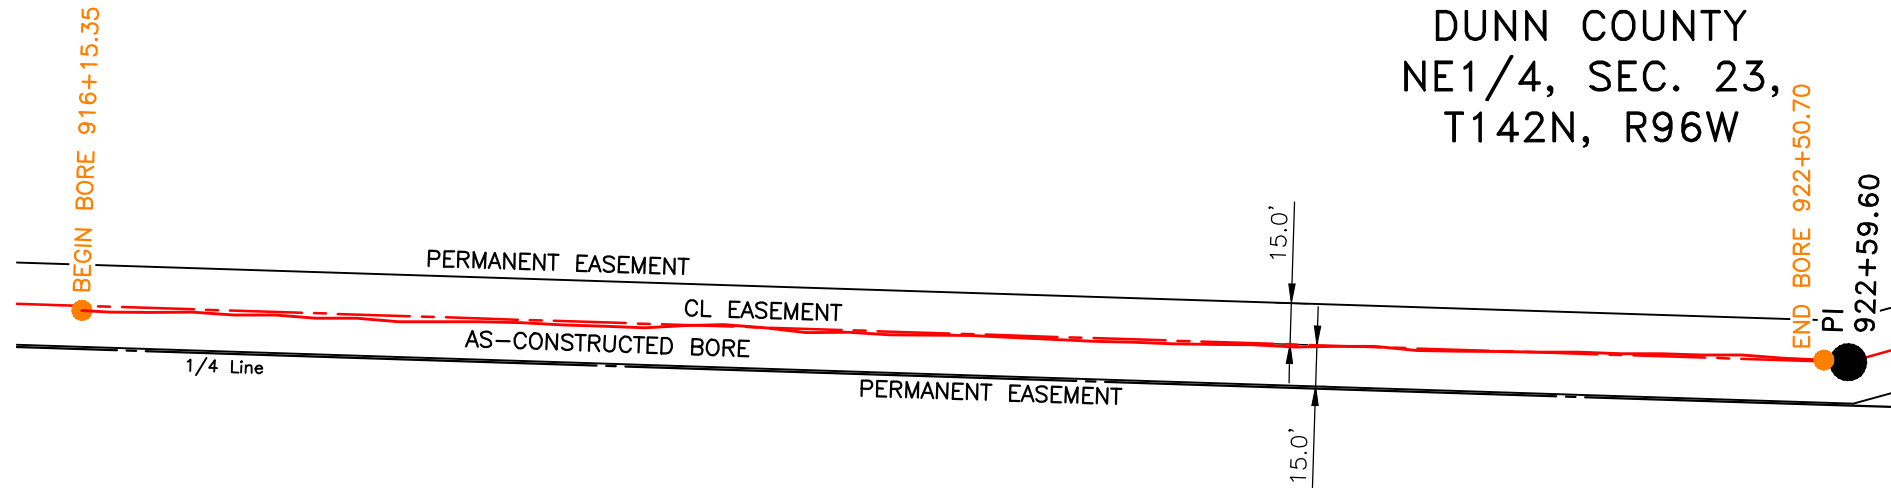 DUNN COUNTY
NE1/4, SEC. 23,
T142N, R96W
BEGIN BORE 916+15.35
END BORE 922+50.70
PI
922+59.60
15.0'
PERMANENT EASEMENT
CL EASEMENT
AS-CONSTRUCTED BORE
1/4 Line
PERMANENT EASEMENT
15.0'